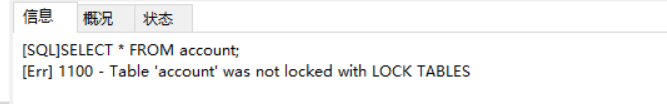 信息 概况 状态
[SQL]SELECT * FROM account;
[Err] 1100 - Table 'account' was not locked with LOCK TABLES